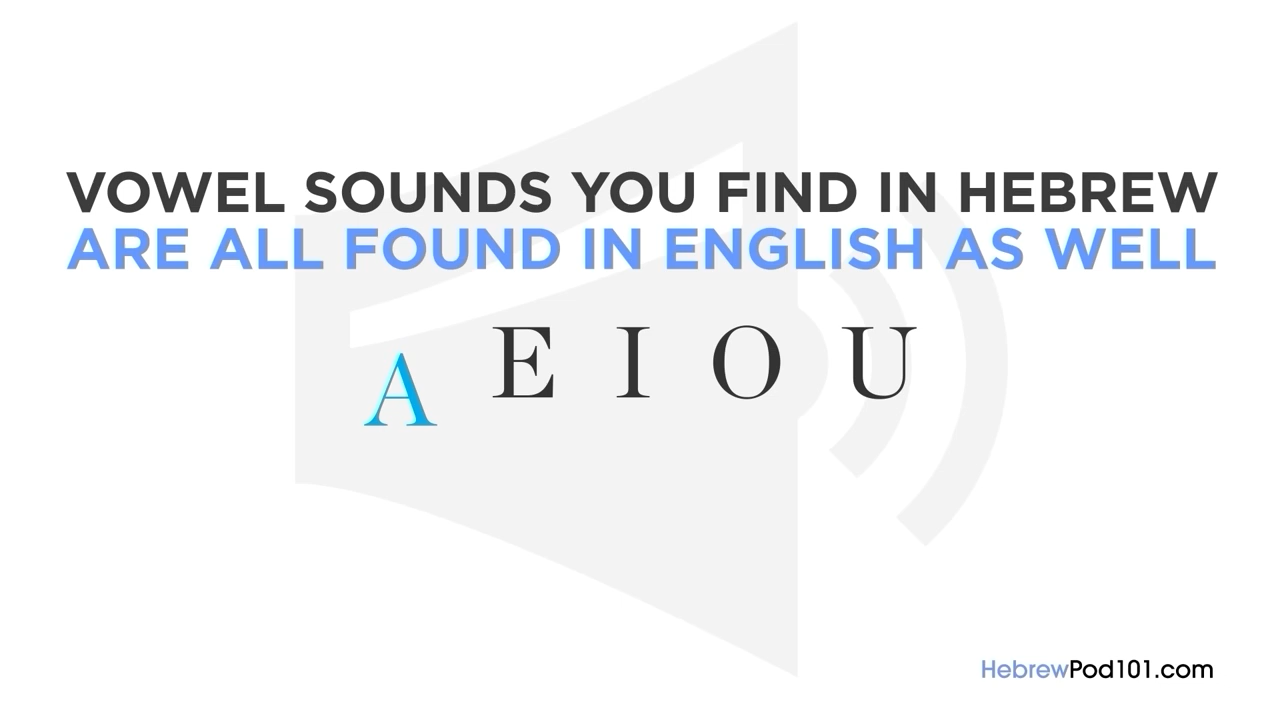 VOWEL SOUNDS YOU FIND IN HEBREW
ARE ALL FOUND IN ENGLISH AS WELL
A E I O U
HebrewPod101.com